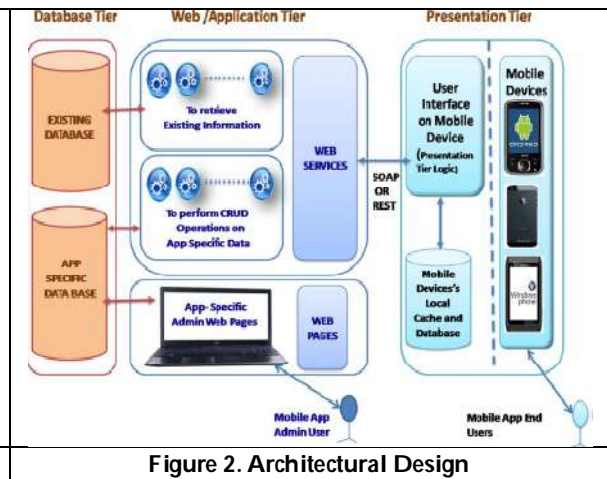 Database Tier
Web /Application Tier
Presentation Tier
EXISTING
DATABASE
To retrieve
Existing Information
To perform CRUD
Operations on
App Specific Data
WEB
SERVICES
SOAP
OR
REST
User
Interface
on Mobile
Device
(Presentation
Tier Logic)
Mobile
Devices
ANDROID
APP
SPECIFIC
DATA BASE
App- Specific
Admin Web Pages
WEB
PAGES
Mobile
Devices's
Local
Cache and
Database
Windows
phone
Mobile App
Admin User
Mobile App End
Users
Figure 2. Architectural Design